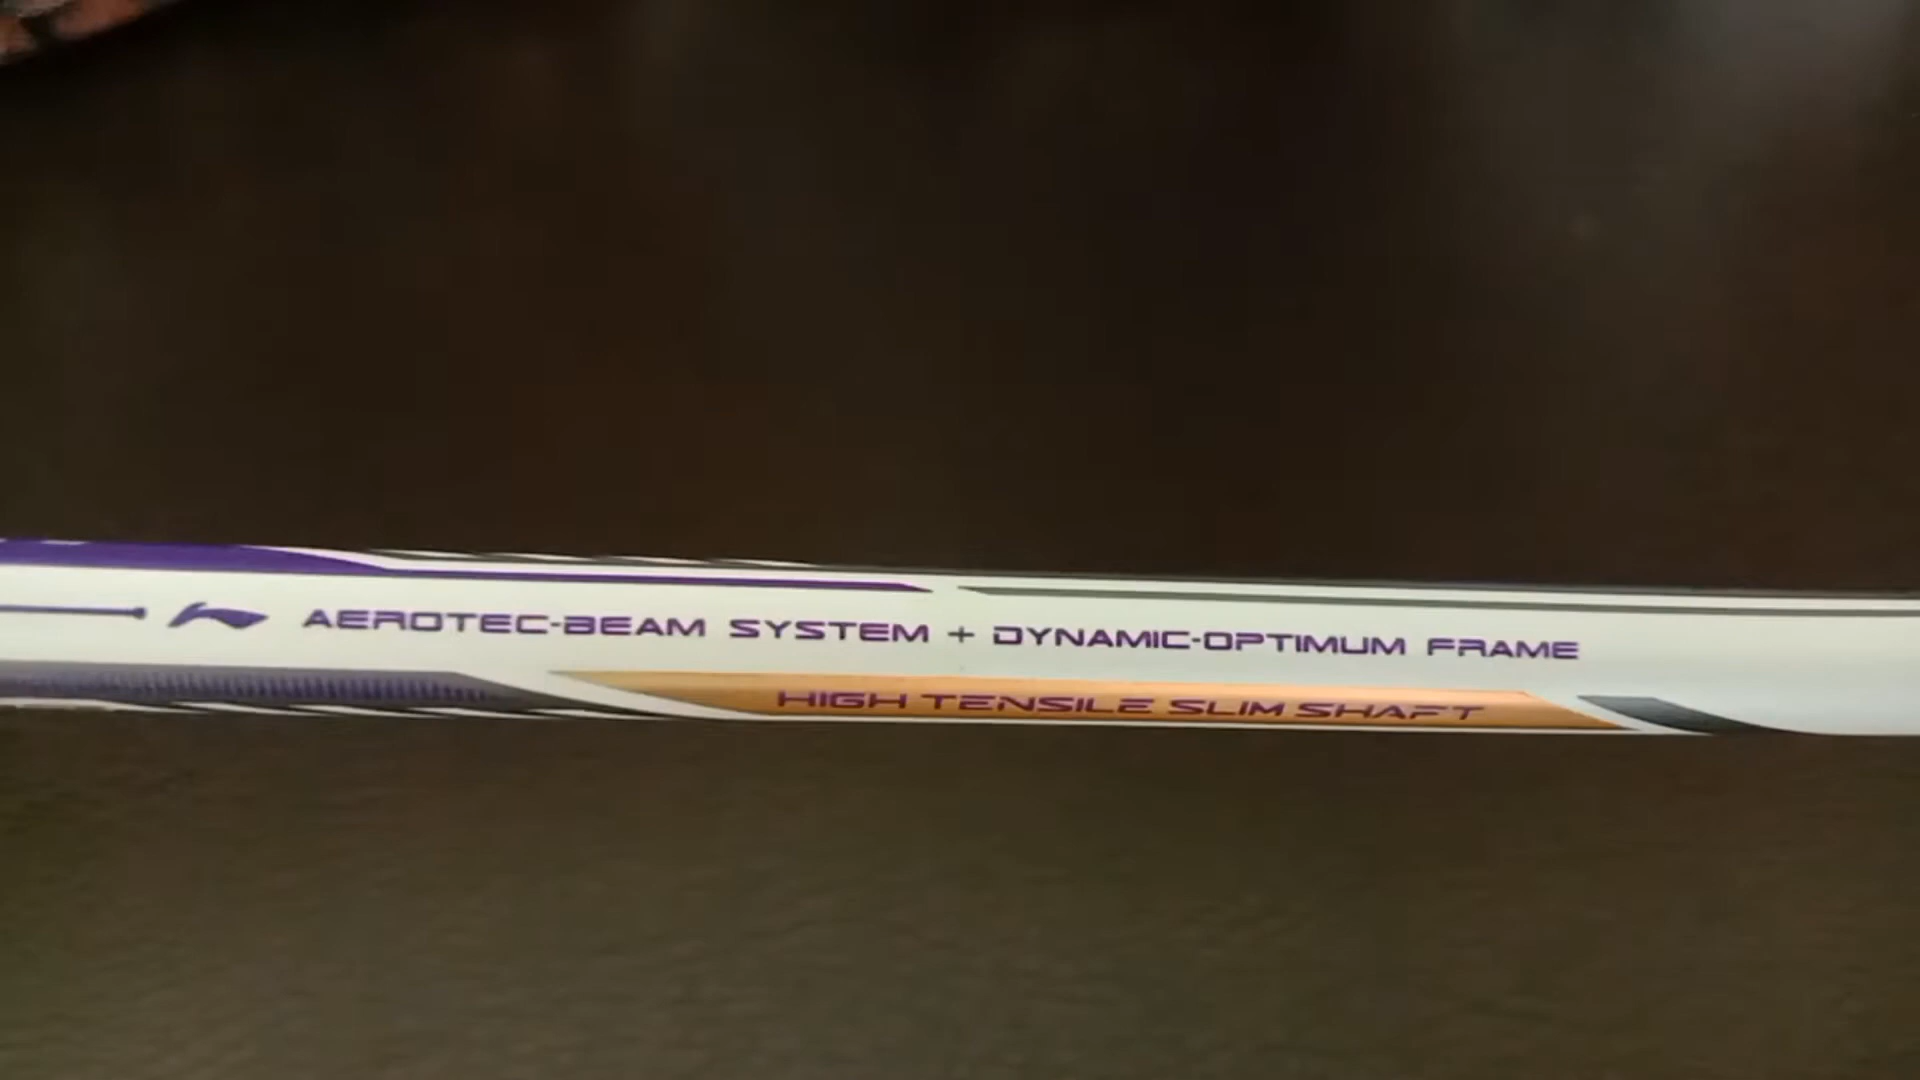 AEROTEC-BEAM SYSTEM + DYNAMIC-OPTIMUM FRAME
HIGH TENSILE SLIM SHAFT